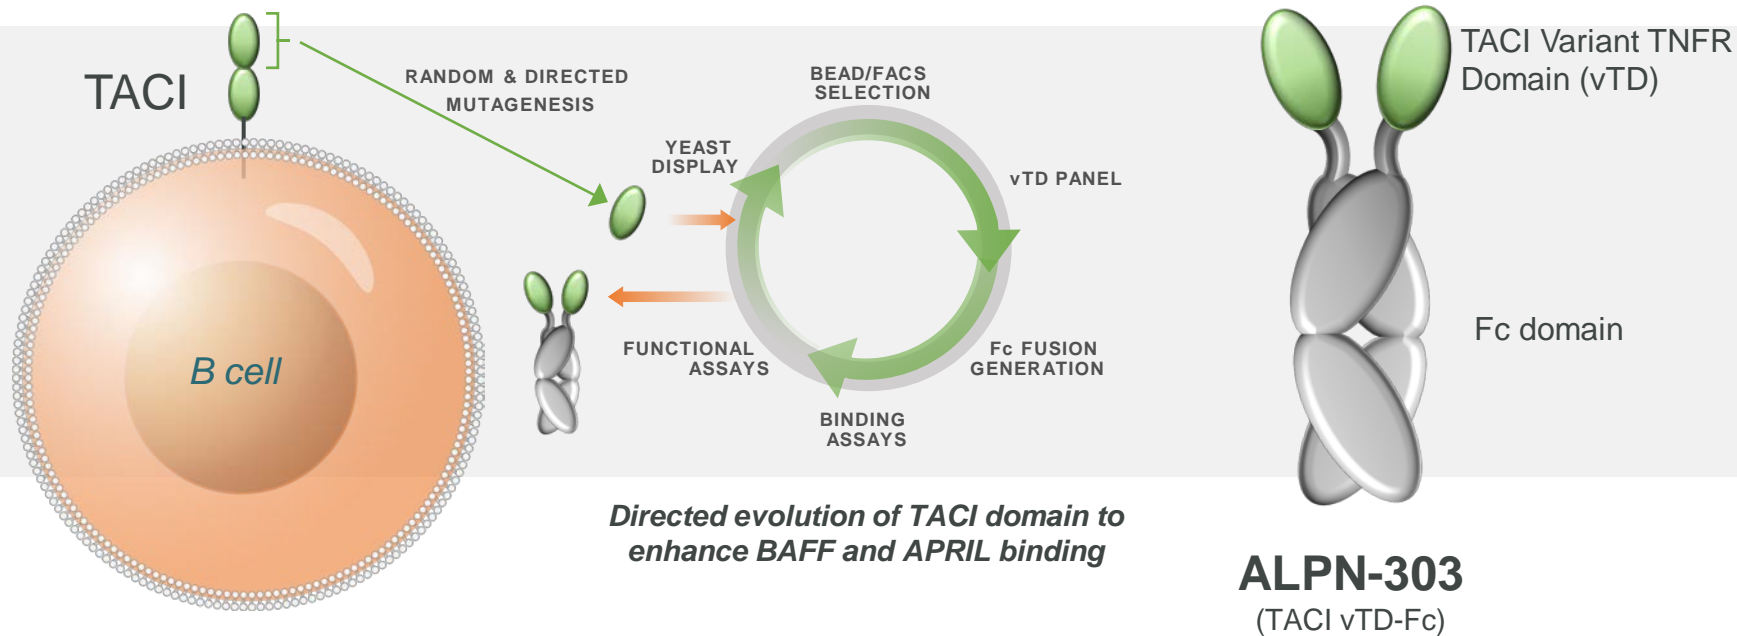 TACI
B cell
RANDOM & DIRECTED
MUTAGENESIS
YEAST
DISPLAY
BEAD/FACS
SELECTION
vTD PANEL
Fc FUSION
GENERATION
BINDING
ASSAYS
FUNCTIONAL
ASSAYS
Directed evolution of TACI domain to
enhance BAFF and APRIL binding
TACI Variant TNFR
Domain (vTD)
Fc domain
ALPN-303
(TACI vTD-Fc)